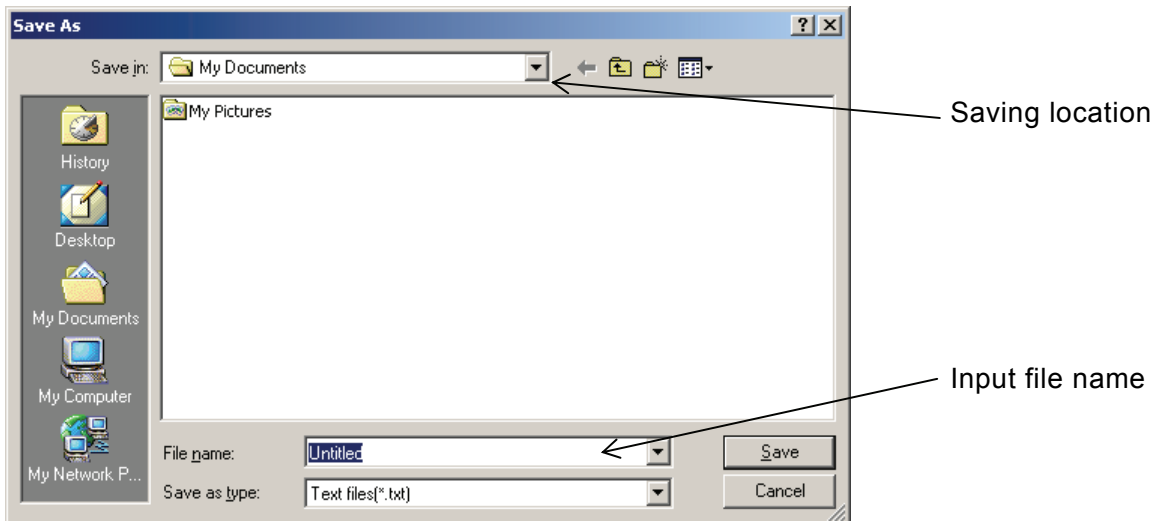 Save As
Save in: My Documents
My Pictures
Saving location
History
Desktop
My Documents
My Computer
My Network P...
Input file name
File name: Untitled Save
Save as type: Text files(*.txt) Cancel